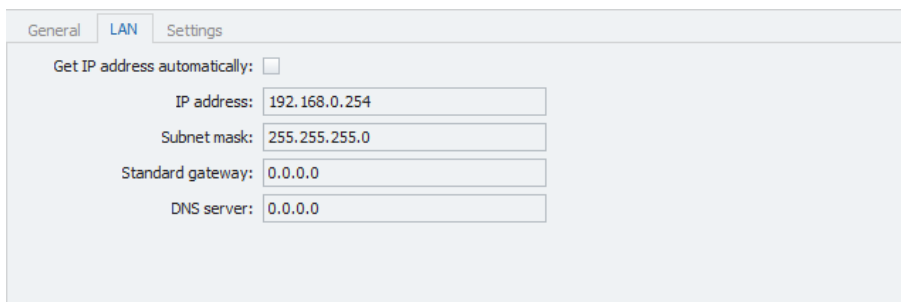 General LAN Settings
Get IP address automatically:
IP address: 192.168.0.254
Subnet mask: 255.255.255.0
Standard gateway: 0.0.0.0
DNS server: 0.0.0.0